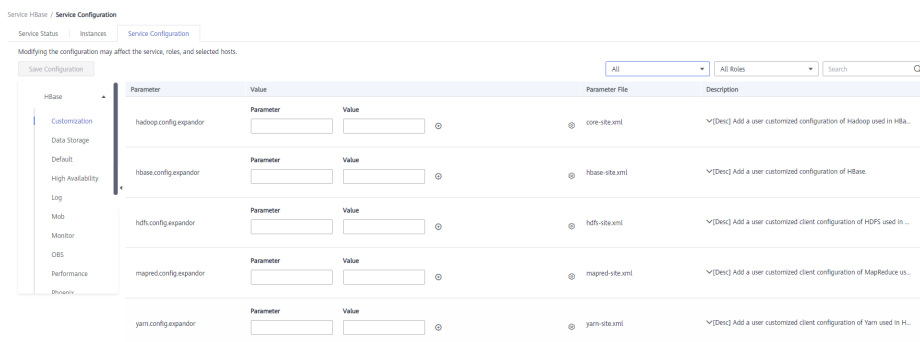 Service HBase / Service Configuration
Service Status Instances Service Configuration
Modifying the configuration may affect the service, roles, and selected hosts.
Save Configuration All All Roles Search
HBase
Customization
Data Storage
Default
High Availability
Log
Mob
Monitor
OBS
Performance
Phoenix
Parameter Value Parameter File Description
Parameter Value
hadoop.config.expandor core-site.xml [Desc] Add a user customized configuration of Hadoop used in HBa...
Parameter Value
hbase.config.expandor hbase-site.xml [Desc] Add a user customized configuration of HBase.
Parameter Value
hdfs.config.expandor hdfs-site.xml [Desc] Add a user customized client configuration of HDFS used in ...
Parameter Value
mapred.config.expandor mapred-site.xml [Desc] Add a user customized client configuration of MapReduce us...
Parameter Value
yarn.config.expandor yarn-site.xml [Desc] Add a user customized client configuration of Yarn used in H...